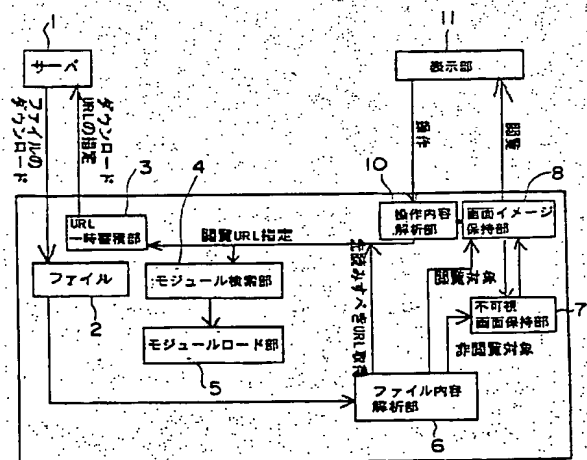 1
サーバ
11
表示部
ファイルの
ダウンロード
ダウンロード
URLの指定
操作
閲覧
3
4
10
8
URL
一時蓄積部
閲覧URL指定
操作内容
解析部
画面イメージ
保持部
ファイル
2
モジュール検索部
モジュールロード部
5
先読みすべきURL取得
閲覧対象
不可視
画面保持部
7
非閲覧対象
ファイル内容
解析部
6